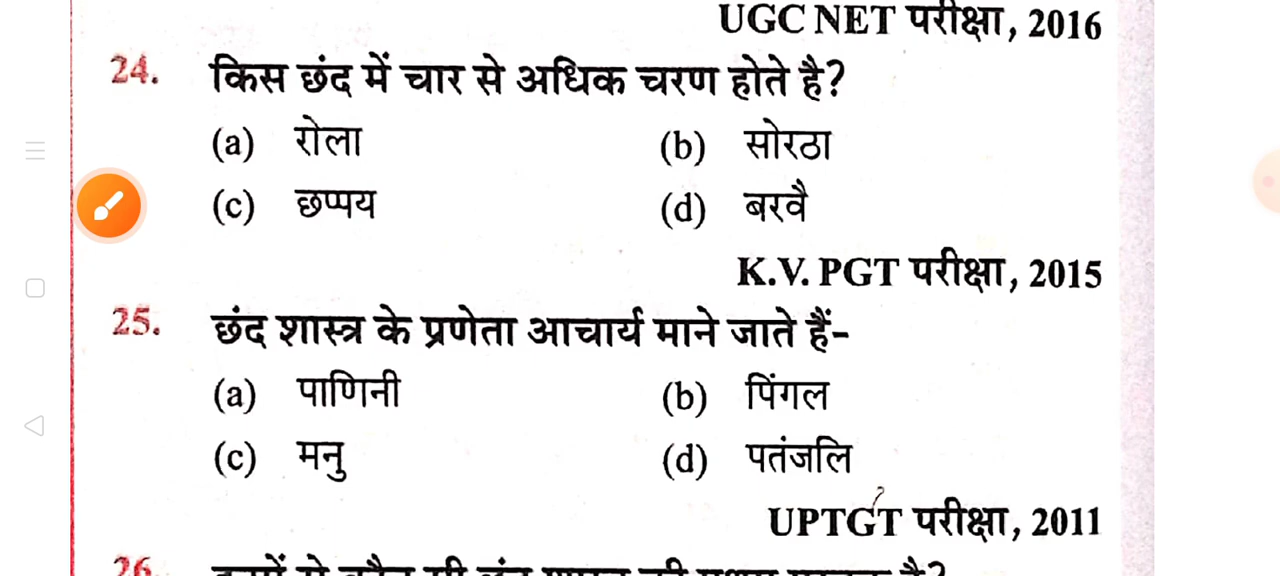 UGC NET परीक्षा, 2016
24. किस छंद में चार से अधिक चरण होते है?
(a) रोला (b) सोरठा
(c) छप्पय (d) बरवै
K.V. PGT परीक्षा, 2015
25. छंद शास्त्र के प्रणेता आचार्य माने जाते हैं-
(a) पाणिनी (b) पिंगल
(c) मनु (d) पतंजलि
UPTGT परीक्षा, 2011
26.